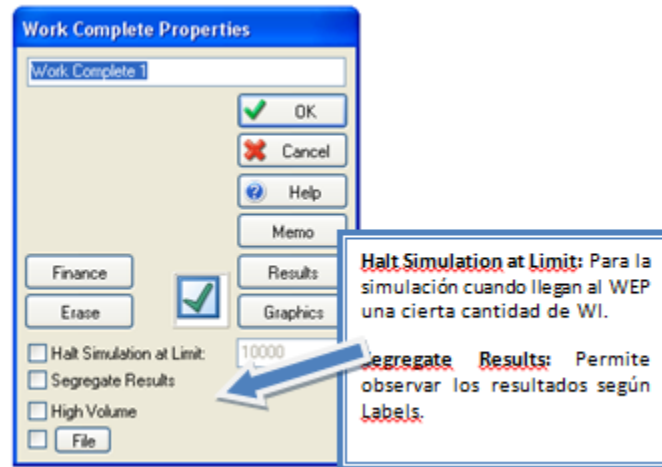 Work Complete Properties
Work Complete 1
OK
Cancel
Help
Memo
Finance
Results
Erase
Graphics
Halt Simulation at Limit:
10000
Segregate Results
High Volume
File
Halt Simulation at Limit: Para la
simulación cuando llegan al WEP
una cierta cantidad de WI.
Segregate Results: Permite
observar los resultados según
Labels.